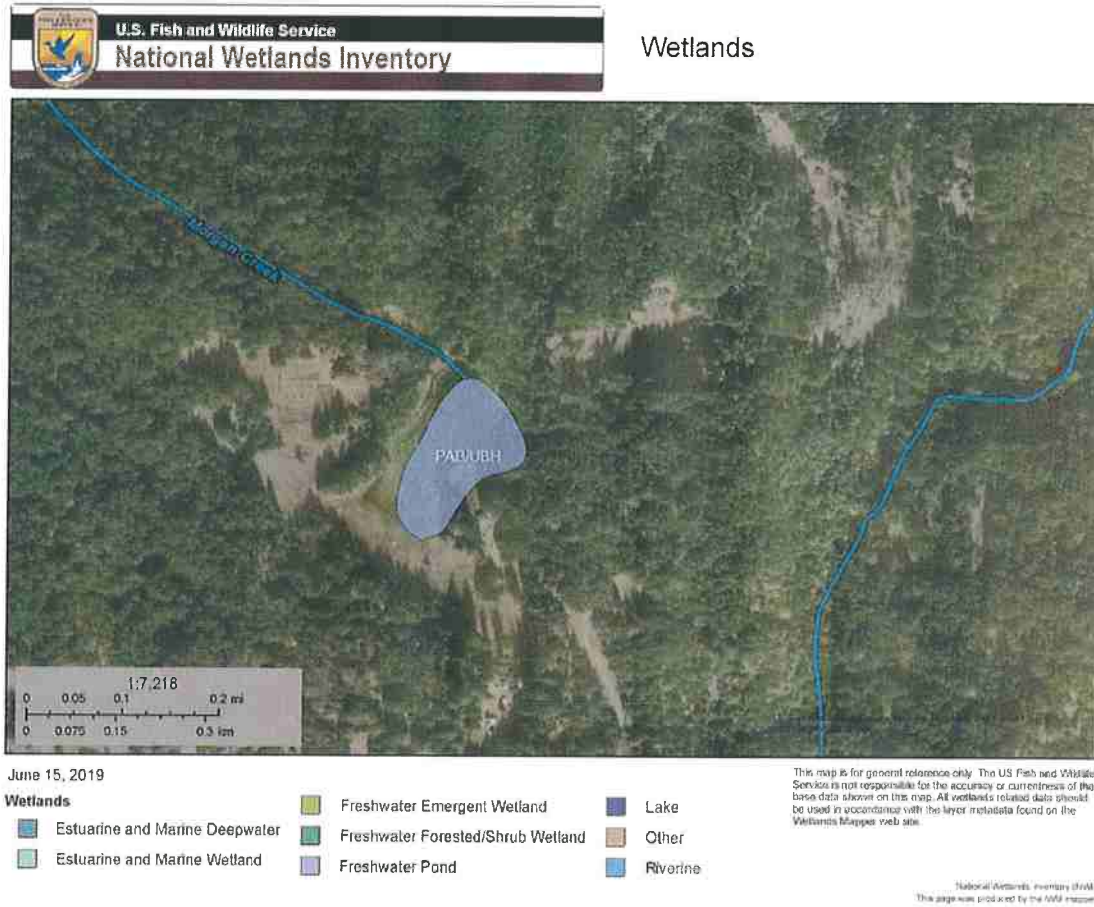 U.S. Fish and Wildlife Service
National Wetlands Inventory
Wetlands
Morgan Creek
PAB/UBH
1:7,218
0 0.05 0.1 0.2 mi
0 0.075 0.15 0.3 km
June 15, 2019
Wetlands
Estuarine and Marine Deepwater
Estuarine and Marine Wetland
Freshwater Emergent Wetland
Freshwater Forested/Shrub Wetland
Freshwater Pond
Lake
Other
Riverine
This map is for general reference only. The US Fish and Wildlife
Service is not responsible for the accuracy or currentness of the
base data shown on this map. All wetlands related data should
be used in accordance with the layer metadata found on the
Wetlands Mapper web site.
National Wetlands Inventory (NWI)
This page was produced by the NWI mapper